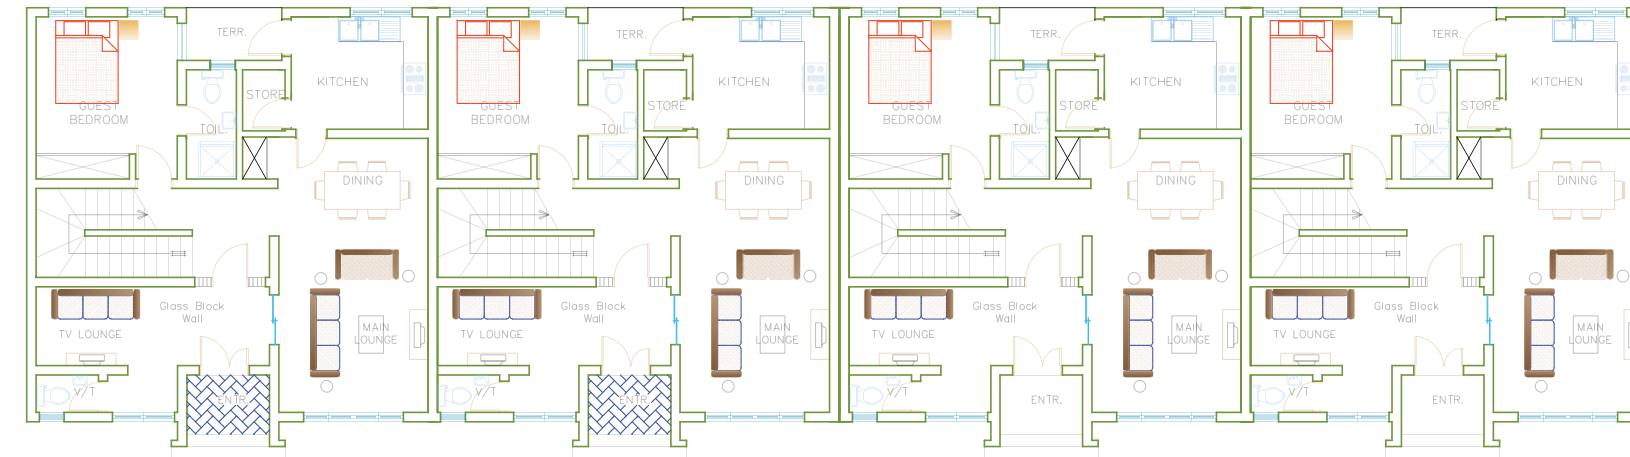 TERR.
KITCHEN
STORE
GUEST
BEDROOM
TOIL.
DINING
Glass Block
Wall
TV LOUNGE
MAIN
LOUNGE
V/T
ENTR.
TERR.
KITCHEN
STORE
GUEST
BEDROOM
TOIL.
DINING
Glass Block
Wall
TV LOUNGE
MAIN
LOUNGE
V/T
ENTR.
TERR.
KITCHEN
STORE
GUEST
BEDROOM
TOIL.
DINING
Glass Block
Wall
TV LOUNGE
MAIN
LOUNGE
V/T
ENTR.
TERR.
KITCHEN
STORE
GUEST
BEDROOM
TOIL.
DINING
Glass Block
Wall
TV LOUNGE
MAIN
LOUNGE
V/T
ENTR.